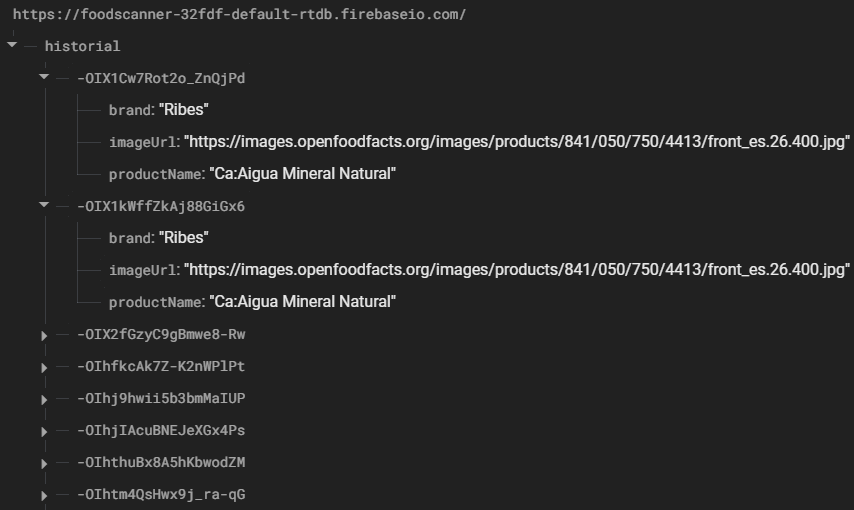 https://foodscanner-32fdf-default-rtdb.firebaseio.com/
historial
-OIX1Cw7Rot2o_ZnQjPd
brand: "Ribes"
imageUrl: "https://images.openfoodfacts.org/images/products/841/050/750/4413/front_es.26.400.jpg"
productName: "Ca:Aigua Mineral Natural"
-OIX1kWffZkAj88GiGx6
brand: "Ribes"
imageUrl: "https://images.openfoodfacts.org/images/products/841/050/750/4413/front_es.26.400.jpg"
productName: "Ca:Aigua Mineral Natural"
-OIX2fGzyC9gBmwe8-Rw
-OIhfkcAk7Z-K2nWPlPt
-OIhj9hwii5b3bmMaIUP
-OIhjIAcuBNEJeXGx4Ps
-OIhthuBx8A5hKbwodZM
-OIhtm4QsHwx9j_ra-qG